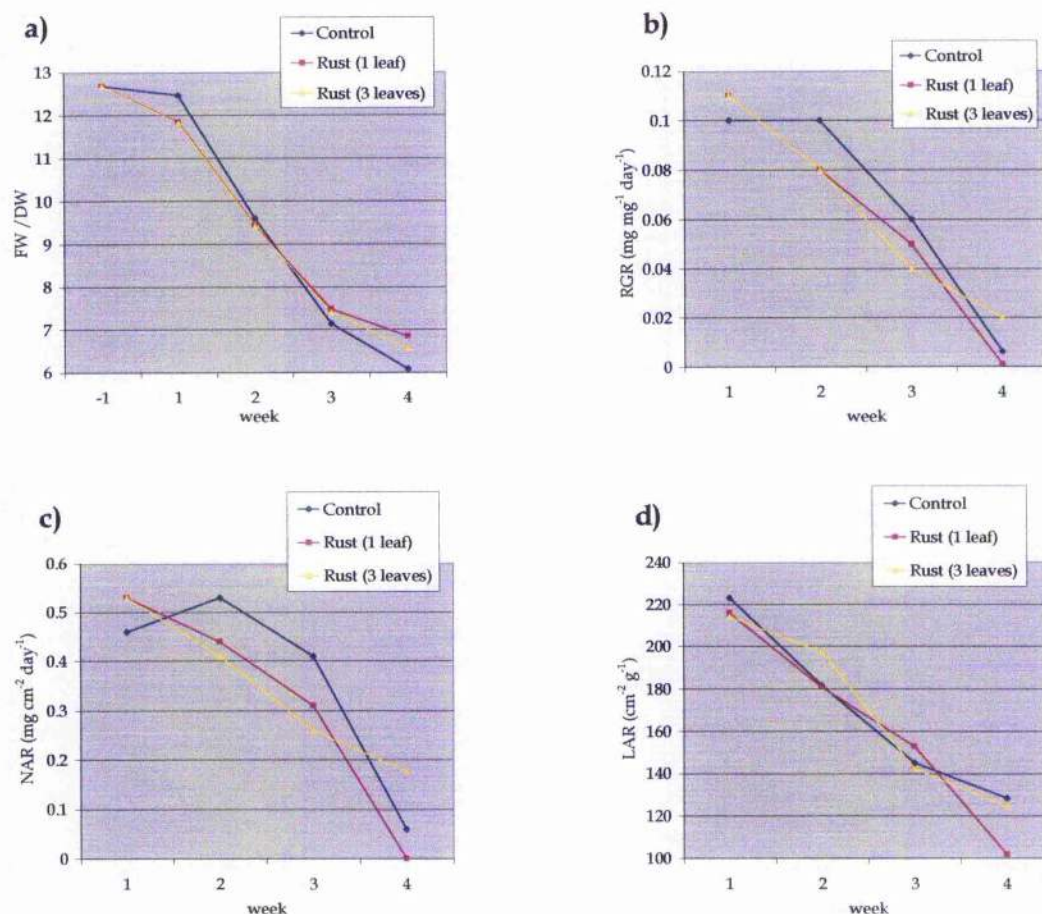 a)
Control
Rust (1 leaf)
Rust (3 leaves)
13
12
11
10
9
8
7
6
FW /DW
-1 1 2 3 4
week
b)
Control
Rust (1 leaf)
Rust (3 leaves)
0.12
0.1
0.08
0.06
0.04
0.02
0
RGR (mg mg⁻¹ day⁻¹)
1 2 3 4
week
c)
Control
Rust (1 leaf)
Rust (3 leaves)
0.6
0.5
0.4
0.3
0.2
0.1
0
NAR (mg cm⁻² day⁻¹)
1 2 3 4
week
d)
Control
Rust (1 leaf)
Rust (3 leaves)
240
220
200
180
160
140
120
100
LAR (cm⁻² g⁻¹)
1 2 3 4
week